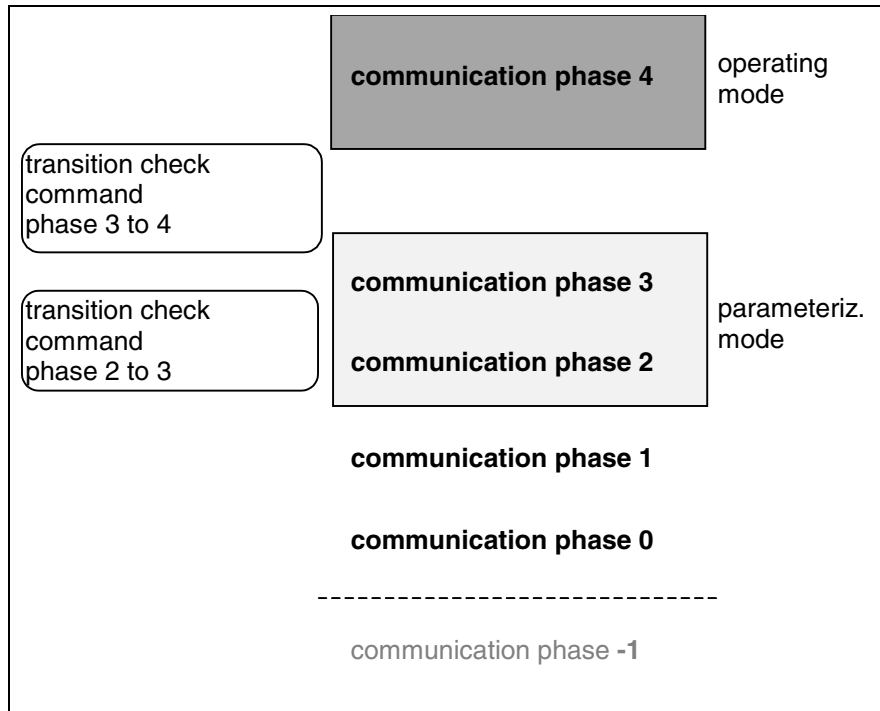 communication phase 4
operating
mode
transition check
command
phase 3 to 4
communication phase 3
transition check
command
phase 2 to 3
parameteriz.
mode
communication phase 2
communication phase 1
communication phase 0
communication phase -1